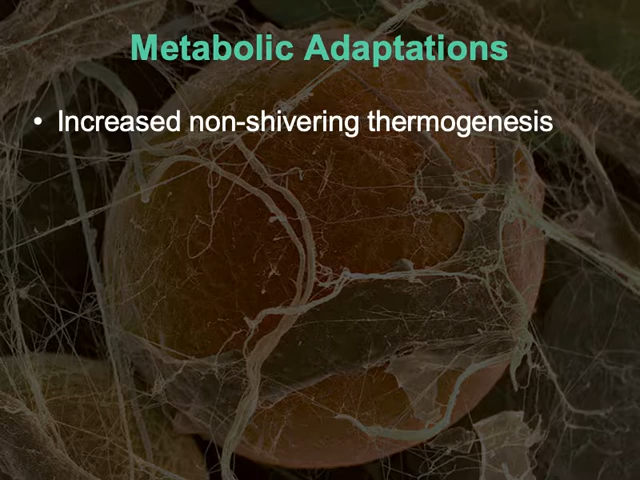 Metabolic Adaptations
• Increased non-shivering thermogenesis